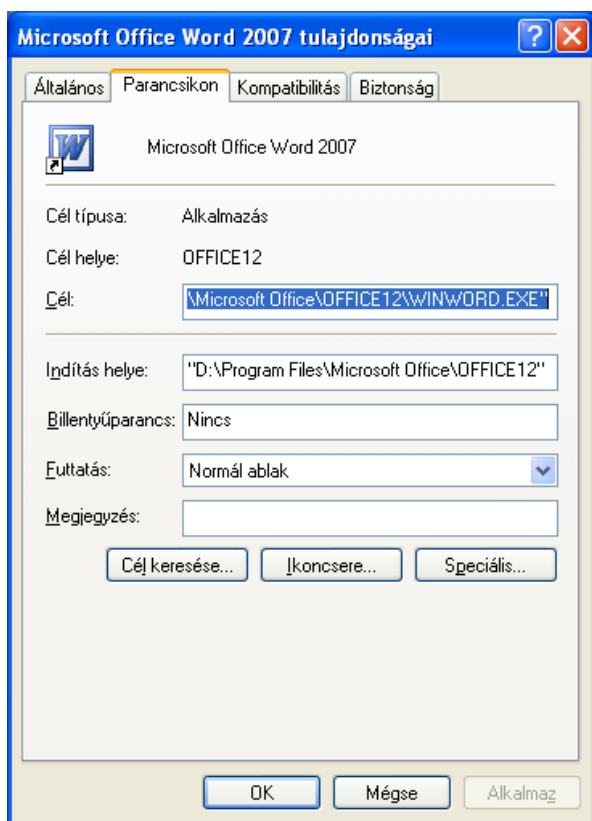 Microsoft Office Word 2007 tulajdonságai
Általános Parancsikon Kompatibilitás Biztonság
Microsoft Office Word 2007
Cél típusa: Alkalmazás
Cél helye: OFFICE12
Cél: \Microsoft Office\OFFICE12\WINWORD.EXE"
Indítás helye: "D:\Program Files\Microsoft Office\OFFICE12"
Billentyűparancs: Nincs
Futtatás: Normál ablak
Megjegyzés:
Cél keresése... Ikoncsere... Speciális...
OK Mégse Alkalmaz